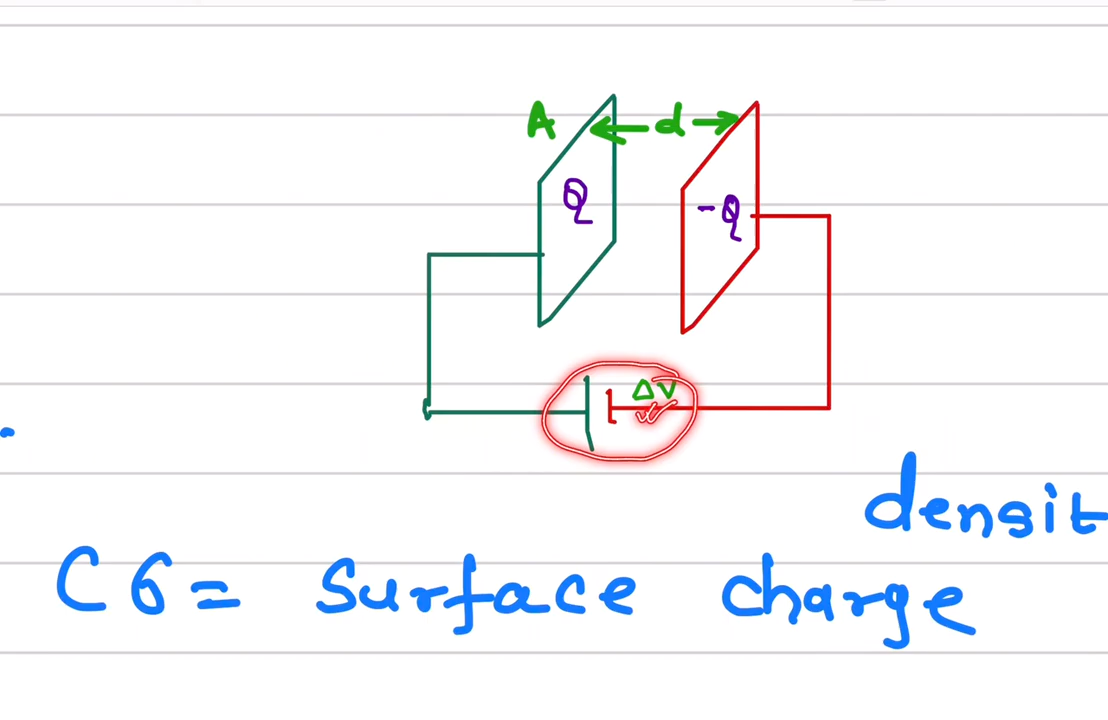 A d
Q -Q
ΔV
densit
C σ = Surface charge